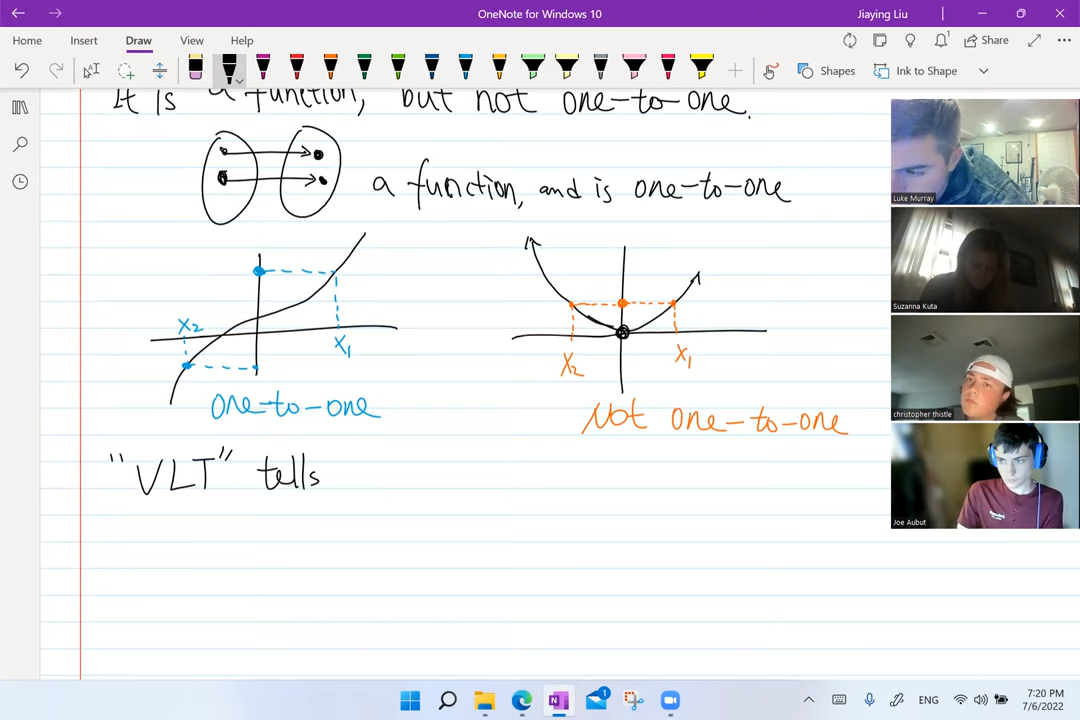 OneNote for Windows 10
Jiaying Liu
Home Insert Draw View Help
Share
Shapes
Ink to Shape
It is a function, but not one-to-one.
a function, and is one-to-one
x2
x1
one-to-one
x2
x1
Not one-to-one
"VLT" tells
Luke Murray
Suzanna Kuta
christopher thistle
Joe Aubut
1
ENG
7:20 PM
7/6/2022